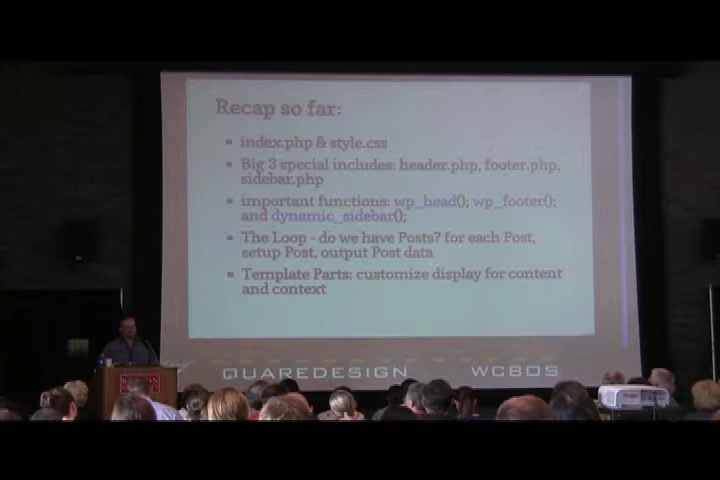 Recap so far:
index.php & style.css
Big 3 special includes: header.php, footer.php,
sidebar.php
important functions: wp_head(); wp_footer();
and dynamic_sidebar();
The Loop - do we have Posts? for each Post,
setup Post, output Post data
Template Parts: customize display for content
and context
QUAREDESIGN WCBOS